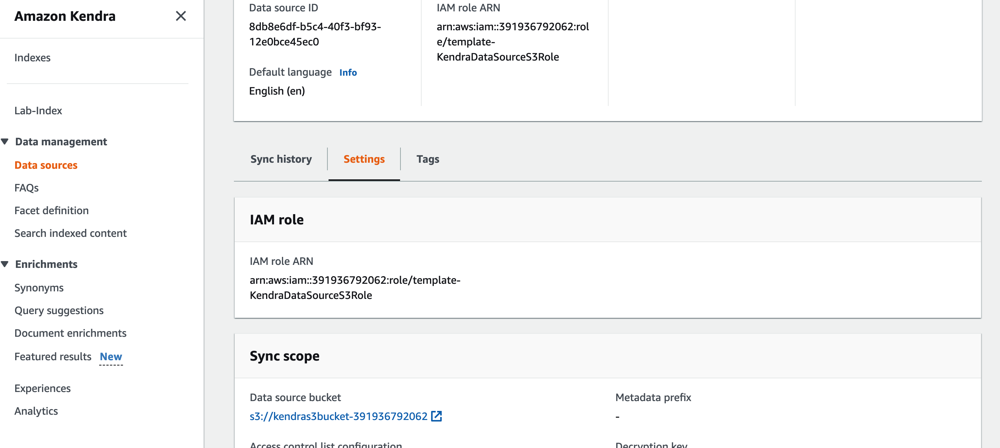 Amazon Kendra
Indexes
Lab-Index
Data management
Data sources
FAQs
Facet definition
Search indexed content
Enrichments
Synonyms
Query suggestions
Document enrichments
Featured results New
Experiences
Analytics
Data source ID
8db8e6df-b5c4-40f3-bf93-
12e0bce45ec0
Default language Info
English (en)
IAM role ARN
arn:aws:iam::391936792062:rol
e/template-
KendraDataSourceS3Role
Sync history
Settings
Tags
IAM role
IAM role ARN
arn:aws:iam::391936792062:role/template-
KendraDataSourceS3Role
Sync scope
Data source bucket
s3://kendras3bucket-391936792062
Metadata prefix
-
Access control list configuration
Decryption key